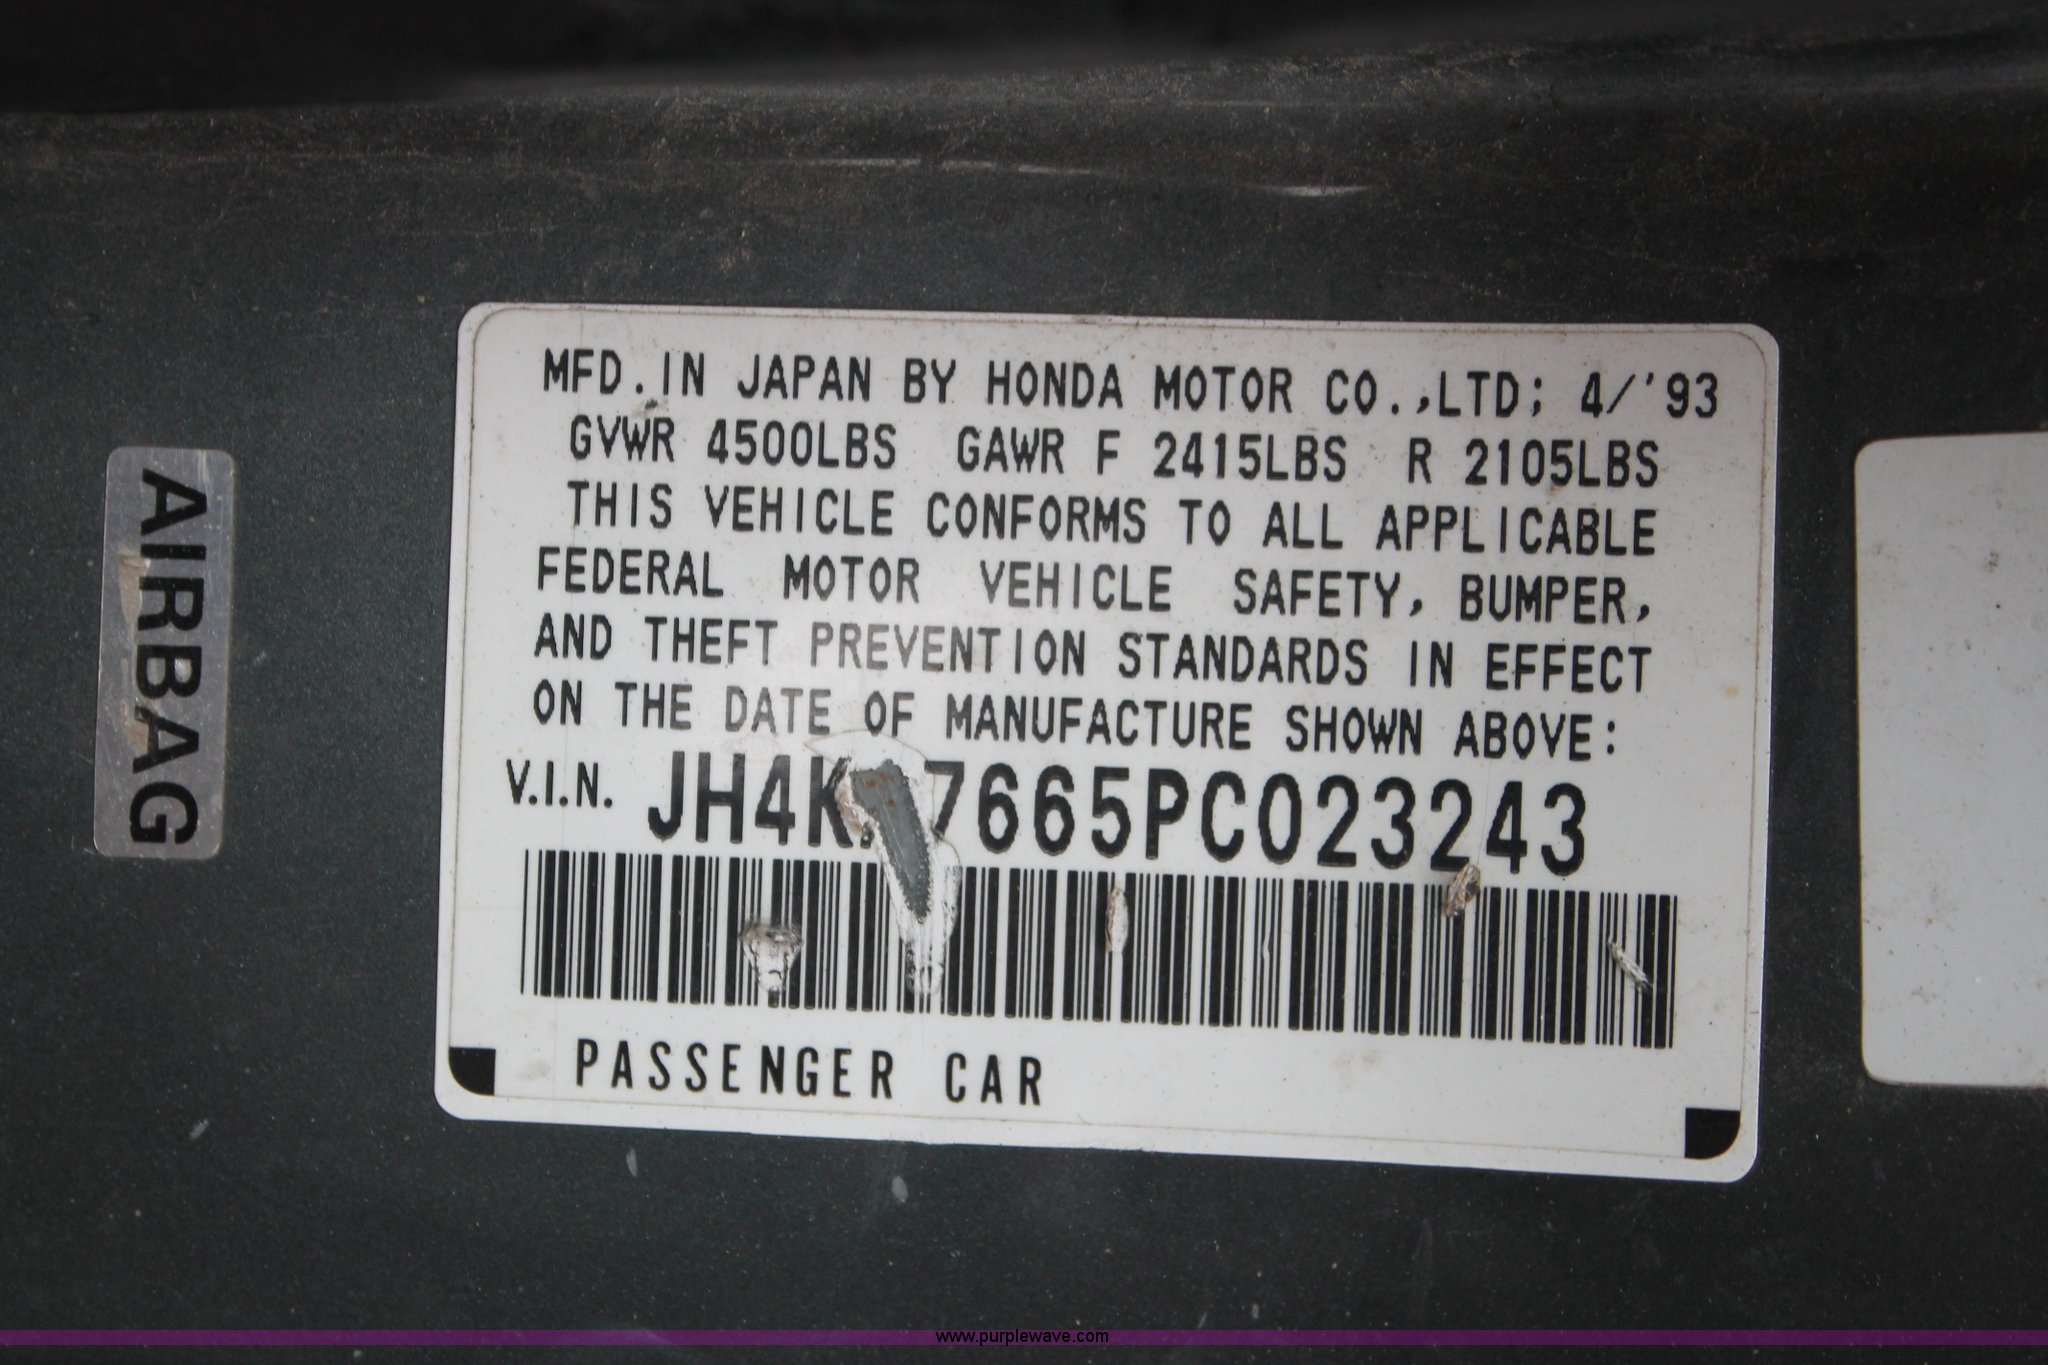 AIRBAG
MFD. IN JAPAN BY HONDA MOTOR CO.,LTD; 4/'93
GVWR 4500LBS GAWR F 2415LBS R 2105LBS
THIS VEHICLE CONFORMS TO ALL APPLICABLE
FEDERAL MOTOR VEHICLE SAFETY, BUMPER,
AND THEFT PREVENTION STANDARDS IN EFFECT
ON THE DATE OF MANUFACTURE SHOWN ABOVE:
V.I.N.
PASSENGER CAR
www.purplewave.com